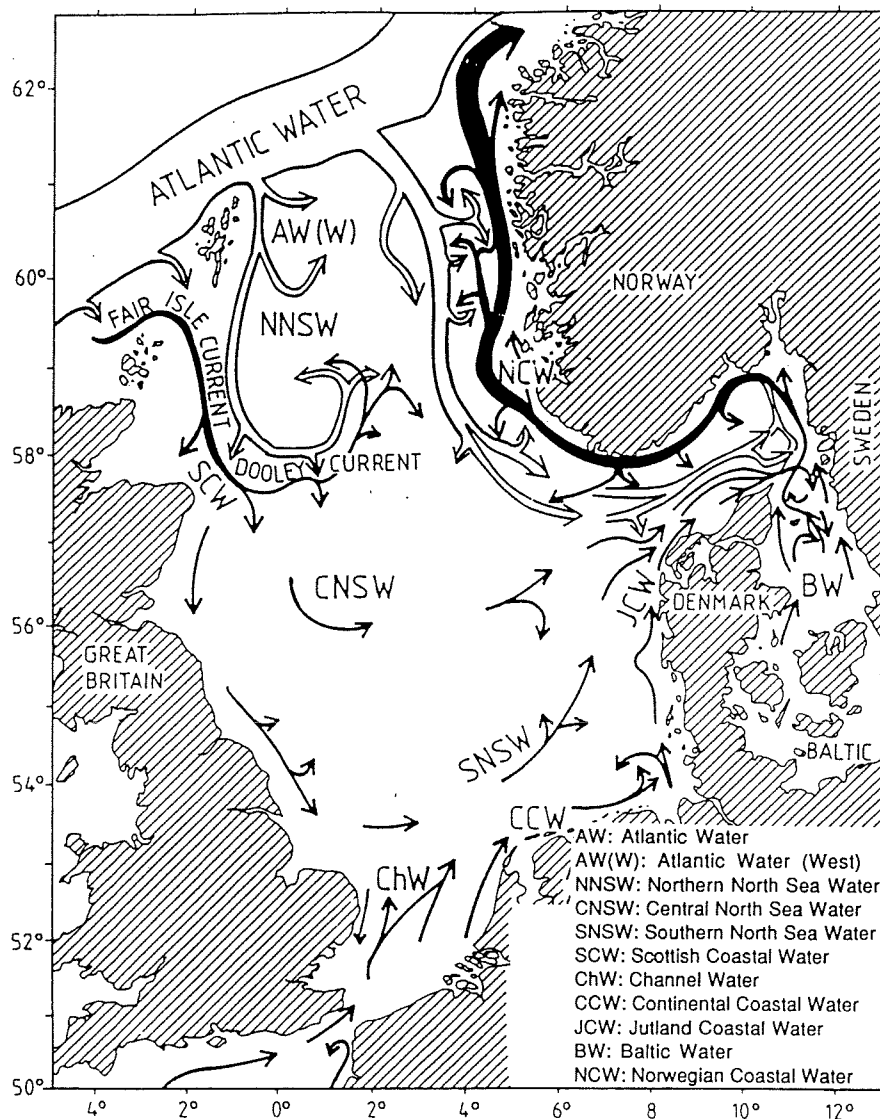 62°
60°
58°
56°
54°
52°
50°
4°
2°
0°
2°
4°
6°
8°
10°
12°
ATLANTIC WATER
AW(W)
FAIR ISLE CURRENT
NNSW
NORWAY
NCW
SWEDEN
SCW
DOOLEY CURRENT
CNSW
JCW
DENMARK
BW
GREAT
BRITAIN
SNSW
BALTIC
CCW
ChW
AW: Atlantic Water
AW(W): Atlantic Water (West)
NNSW: Northern North Sea Water
CNSW: Central North Sea Water
SNSW: Southern North Sea Water
SCW: Scottish Coastal Water
ChW: Channel Water
CCW: Continental Coastal Water
JCW: Jutland Coastal Water
BW: Baltic Water
NCW: Norwegian Coastal Water